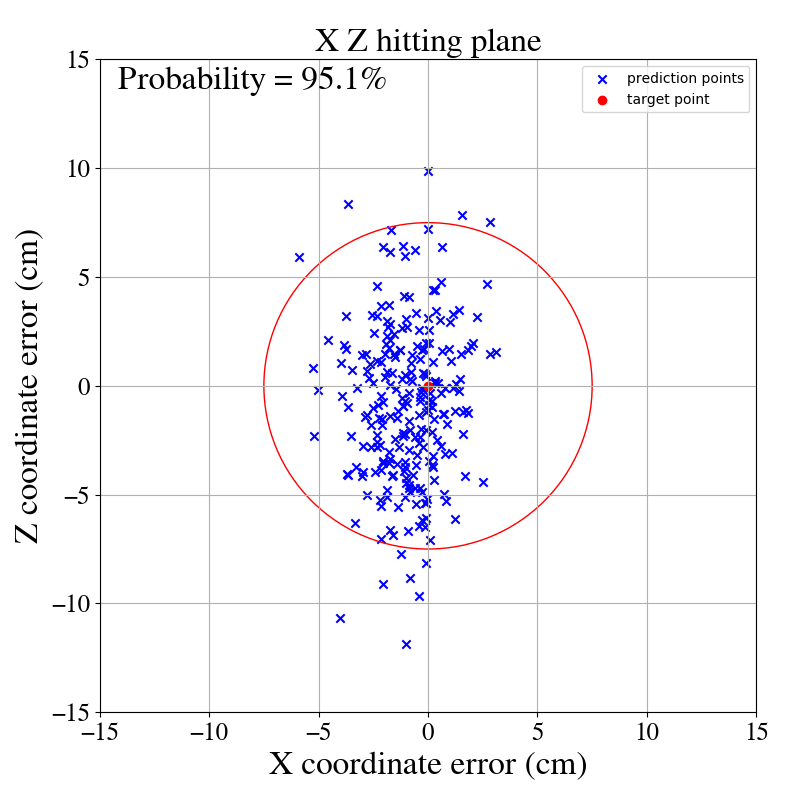 X Z hitting plane
Probability = 95.1%
prediction points
target point
Z coordinate error (cm)
15
10
5
0
−5
−10
−15
−15
−10
−5
0
5
10
15
X coordinate error (cm)